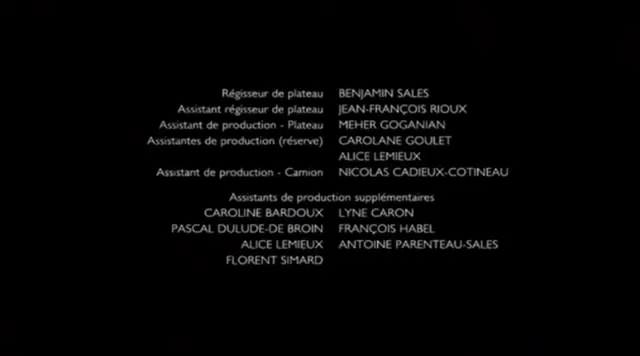 Régisseur de plateau BENJAMIN SALES
Assistant régisseur de plateau JEAN-FRANÇOIS RIOUX
Assistant de production - Plateau MEHER GOGANIAN
Assistantes de production (réserve) CAROLANE GOULET
ALICE LEMIEUX
Assistant de production - Camion NICOLAS CADIEUX-COTINEAU
Assistants de production supplémentaires
CAROLINE BARDOUX LYNE CARON
PASCAL DULUDE-DE BROIN FRANÇOIS HABEL
ALICE LEMIEUX ANTOINE PARENTEAU-SALES
FLORENT SIMARD